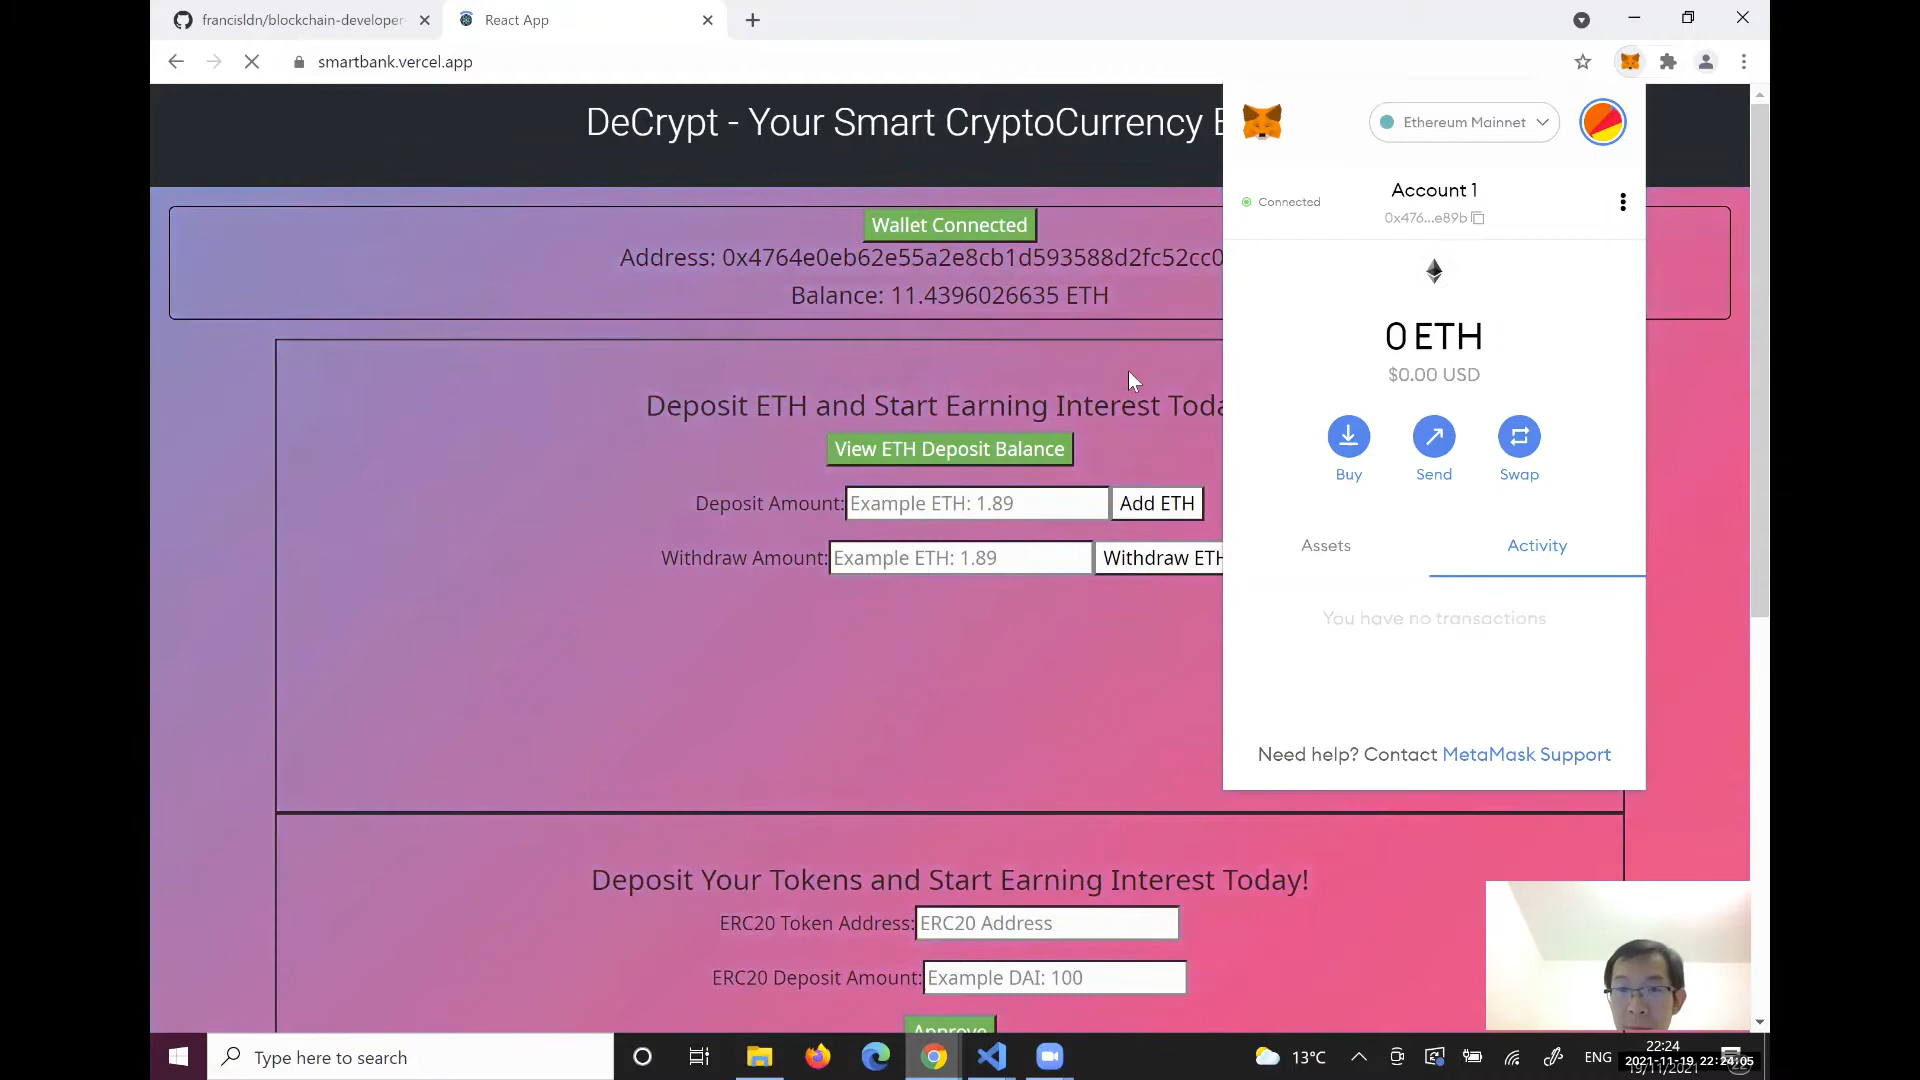 francisldn/blockchain-developer-
React App
smartbank.vercel.app
DeCrypt - Your Smart CryptoCurrency
Wallet Connected
Address: 0x4764e0eb62e55a2e8cb1d593588d2fc52cc0
Balance: 11.4396026635 ETH
Deposit ETH and Start Earning Interest
View ETH Deposit Balance
Deposit Amount: Example ETH: 1.89 Add ETH
Withdraw Amount: Example ETH: 1.89 Withdraw ETH
Ethereum Mainnet
Connected
Account 1
0x476...e89b
0 ETH
$0.00 USD
Buy Send Swap
Assets Activity
You have no transactions
Need help? Contact MetaMask Support
Deposit Your Tokens and Start Earning Interest Today!
ERC20 Token Address: ERC20 Address
ERC20 Deposit Amount: Example DAI: 100
Approve
Type here to search
13°C
ENG
22:24
2021-11-19 22:24:05